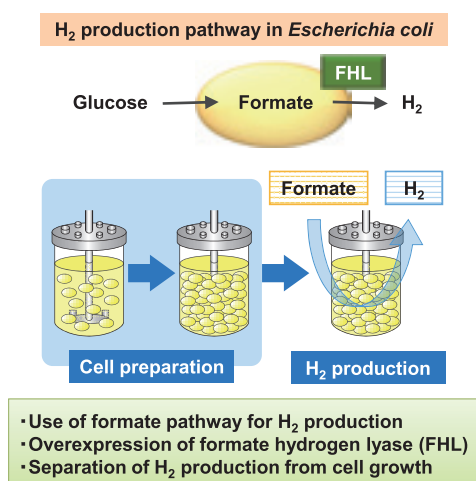 H₂ production pathway in Escherichia coli
FHL
Glucose Formate H₂
Formate H₂
Cell preparation H₂ production
・Use of formate pathway for H₂ production
・Overexpression of formate hydrogen lyase (FHL)
・Separation of H₂ production from cell growth